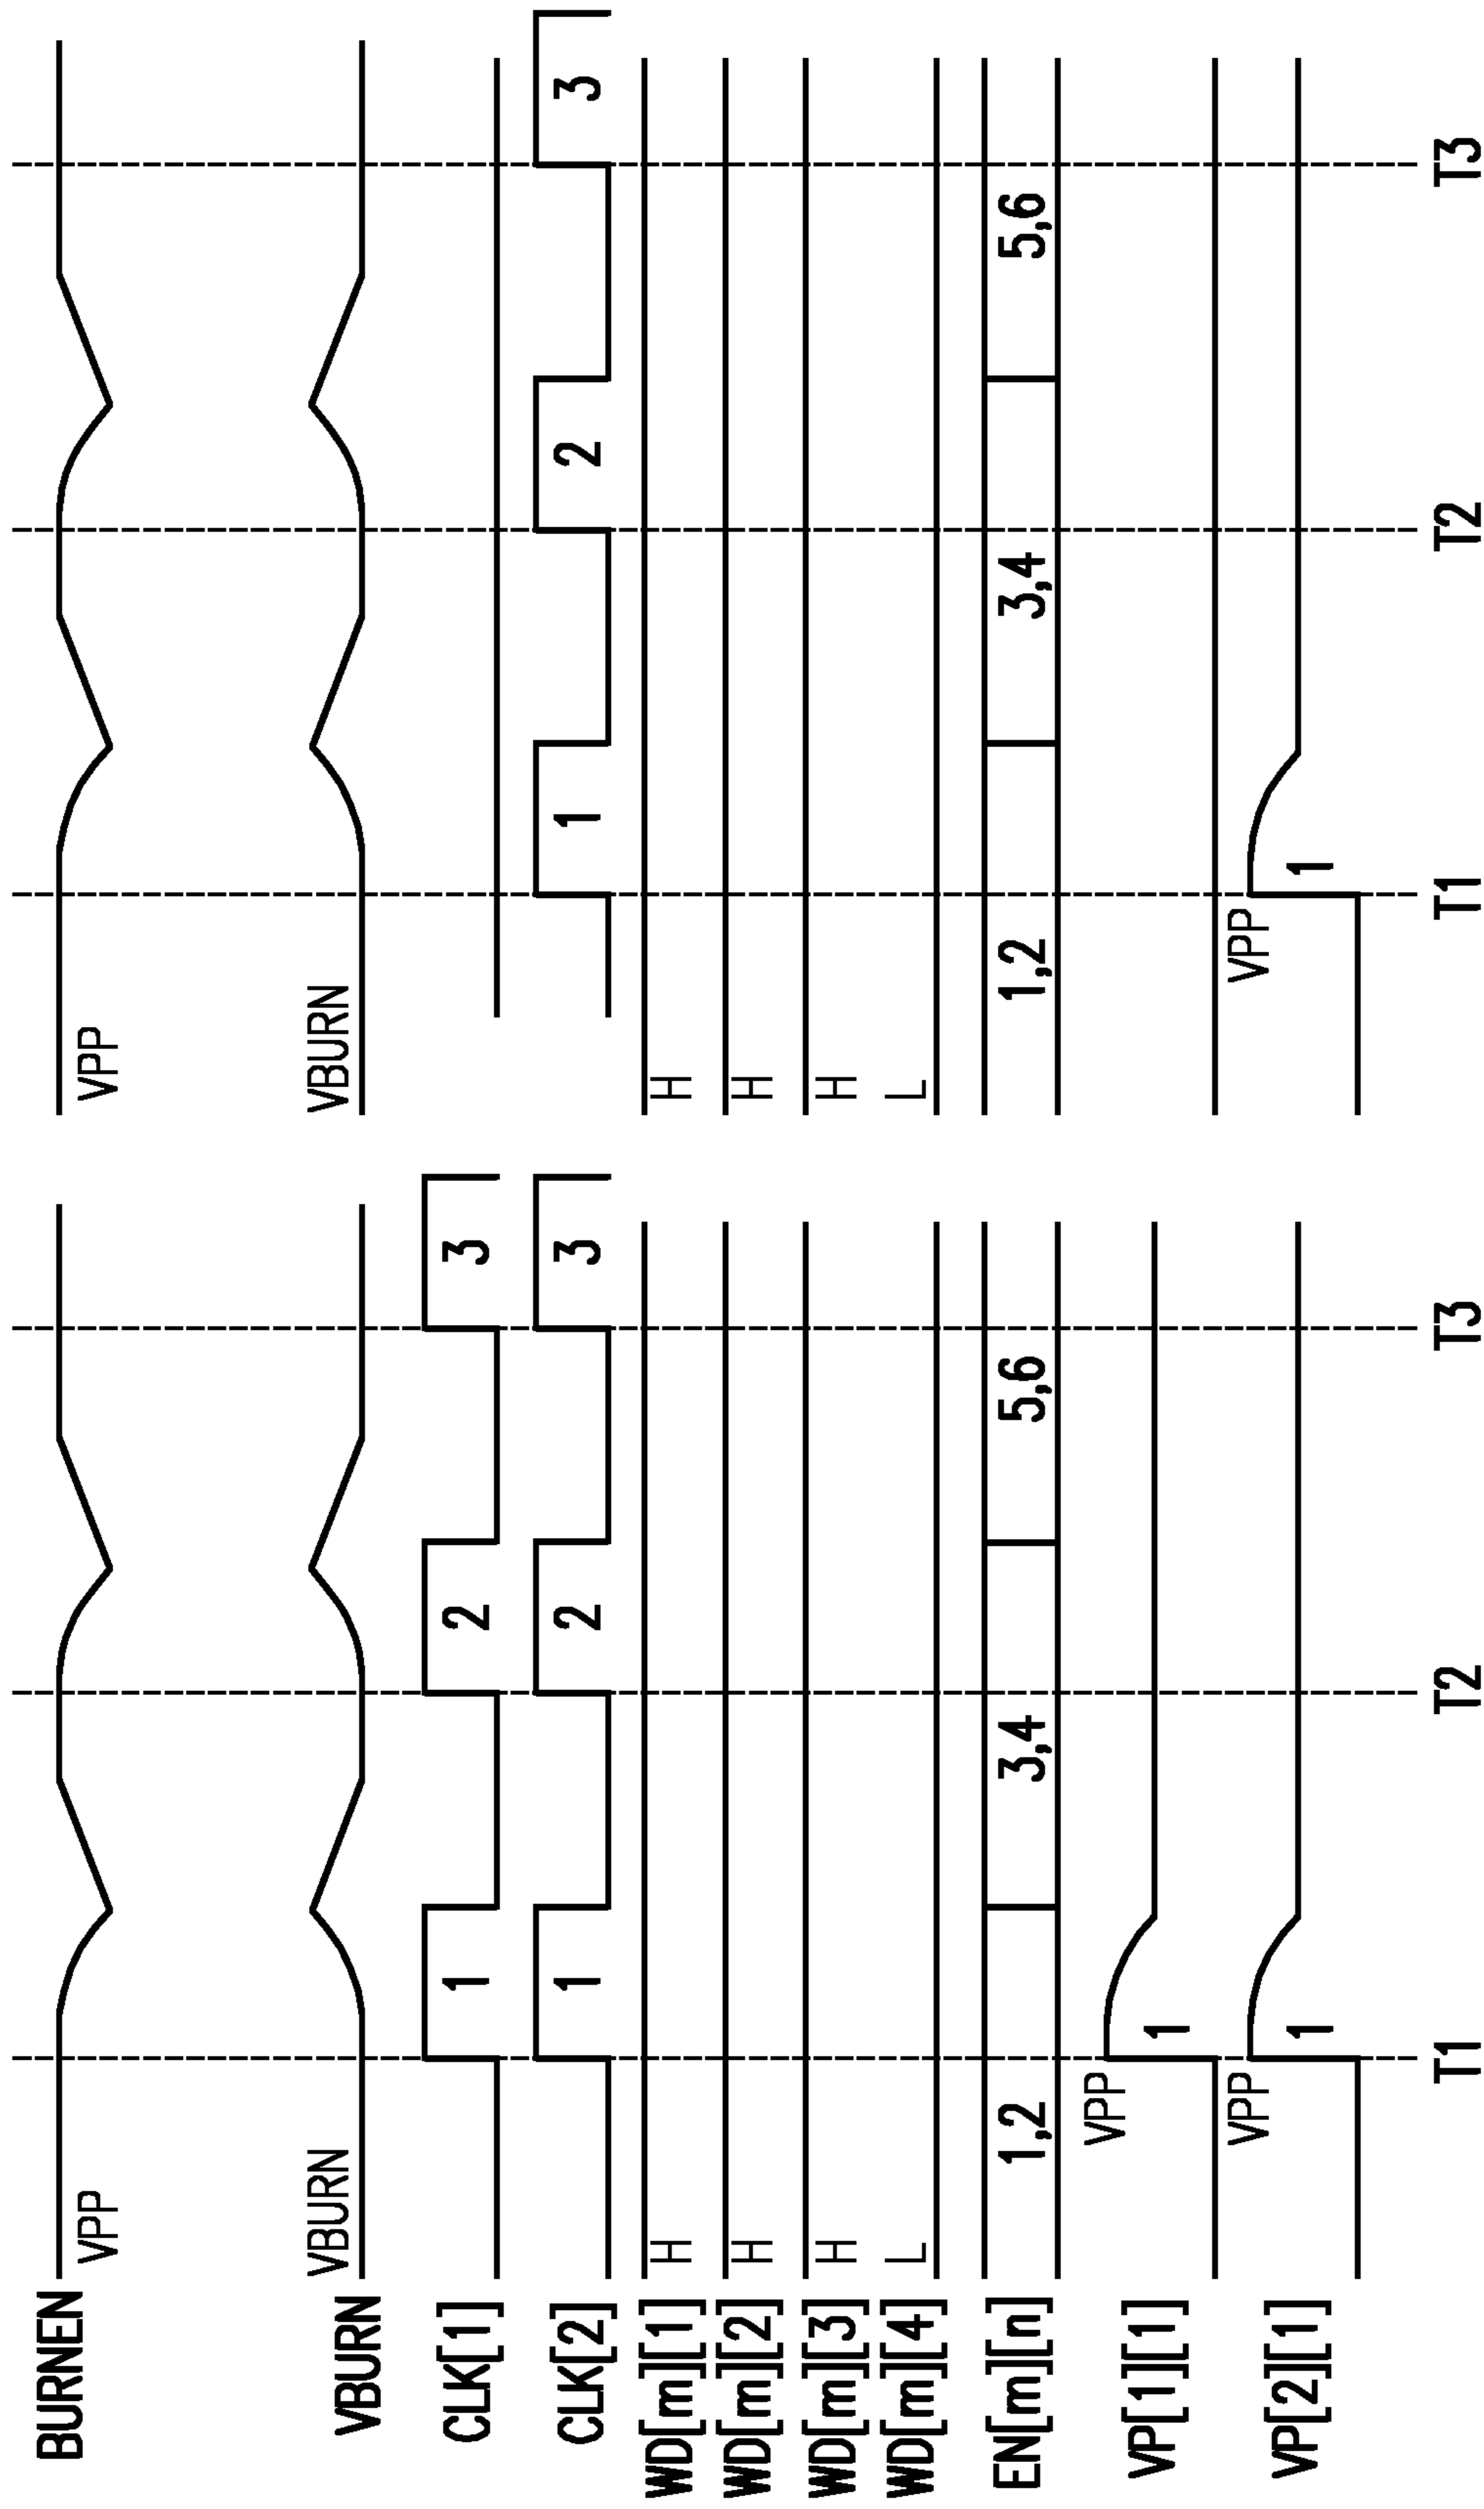 BURNEN
VPP
VPP
VBURN
VBURN
VBURN
CLK[1]
1
2
3
CLK[2]
1
2
3
1
2
3
WD[m][1]
H
H
WD[m][2]
H
H
WD[m][3]
H
H
WD[m][4]
L
L
EN[m][n]
1,2
3,4
5,6
1,2
3,4
5,6
VP[1][1]
VPP
1
VP[2][1]
VPP
1
VPP
1
T1
T2
T3
T1
T2
T3